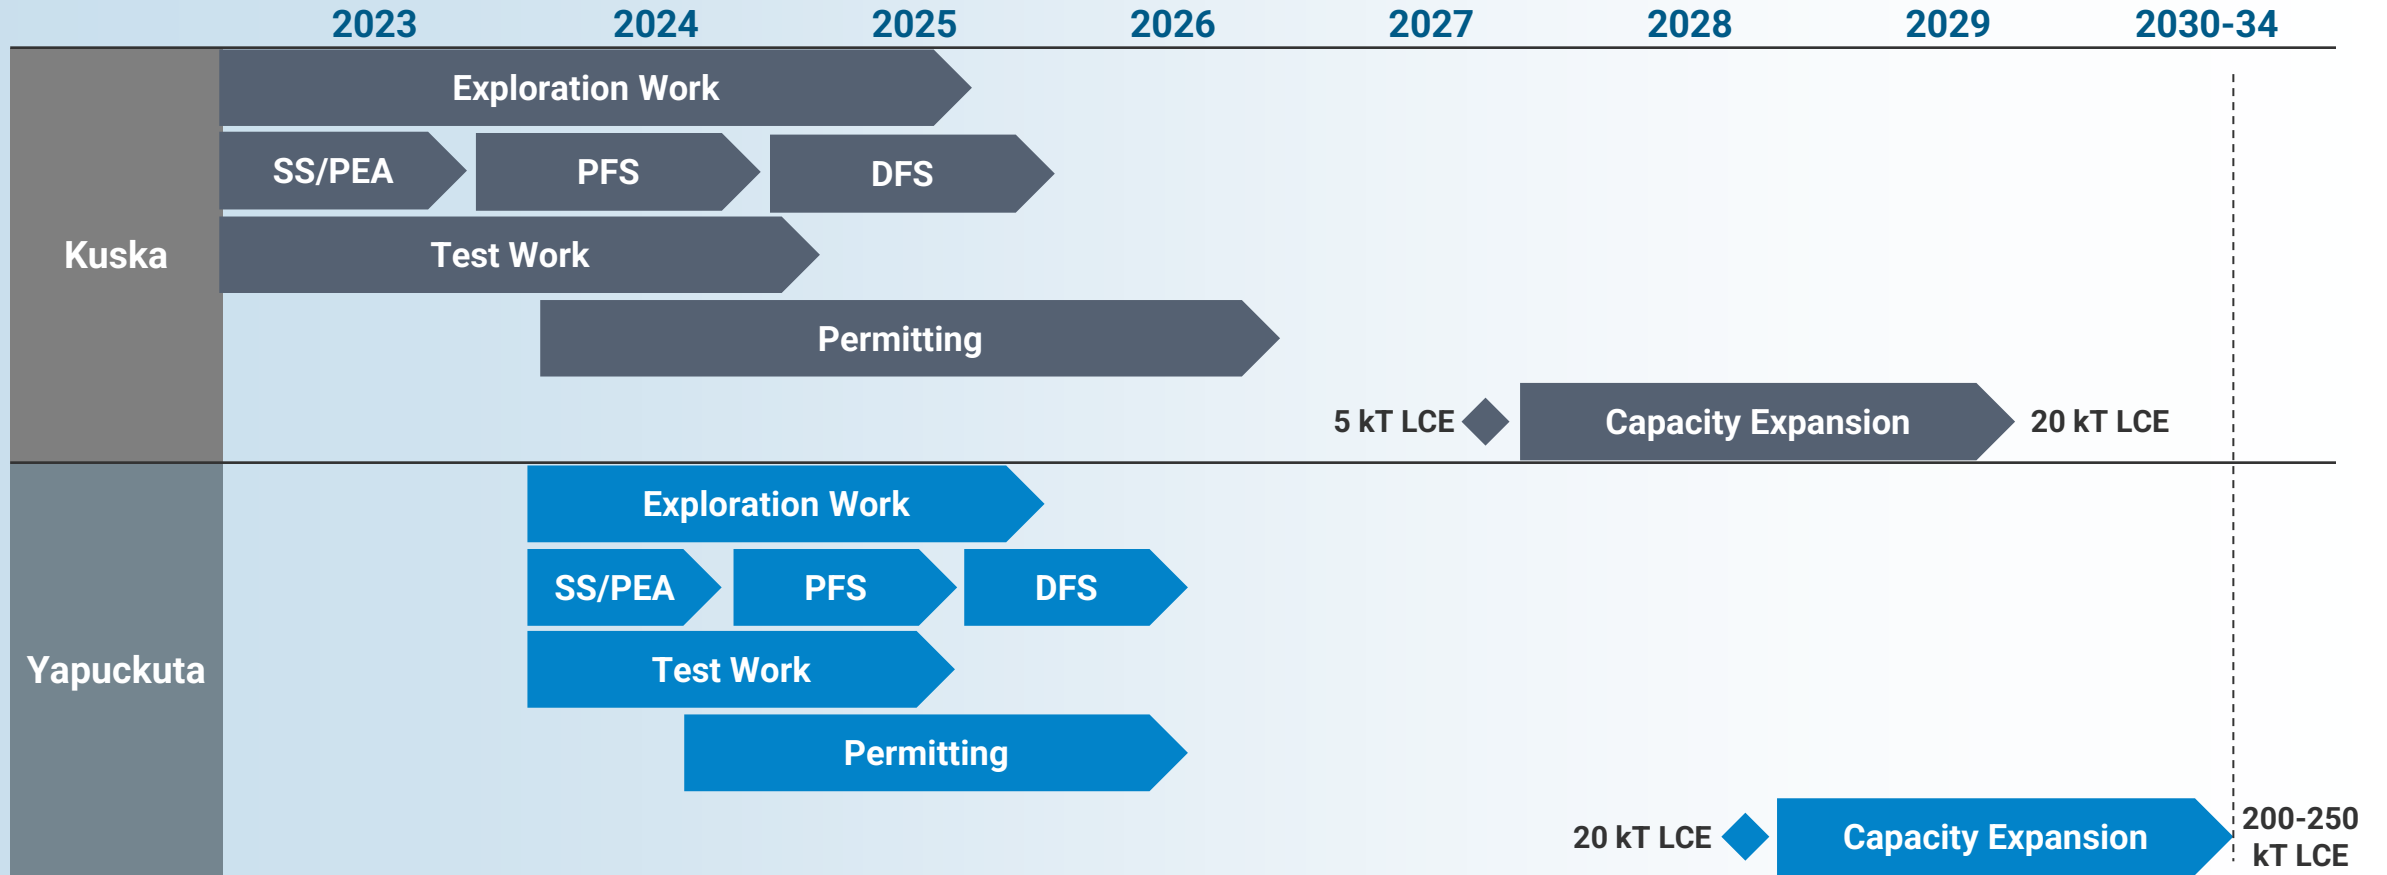 2023 2024 2025 2026 2027 2028 2029 2030-34
Exploration Work
SS/PEA PFS DFS
Kuska
Test Work
Permitting
5 kT LCE Capacity Expansion 20 kT LCE
Exploration Work
SS/PEA PFS DFS
Yapuckuta
Test Work
Permitting
20 kT LCE Capacity Expansion
200-250
kT LCE